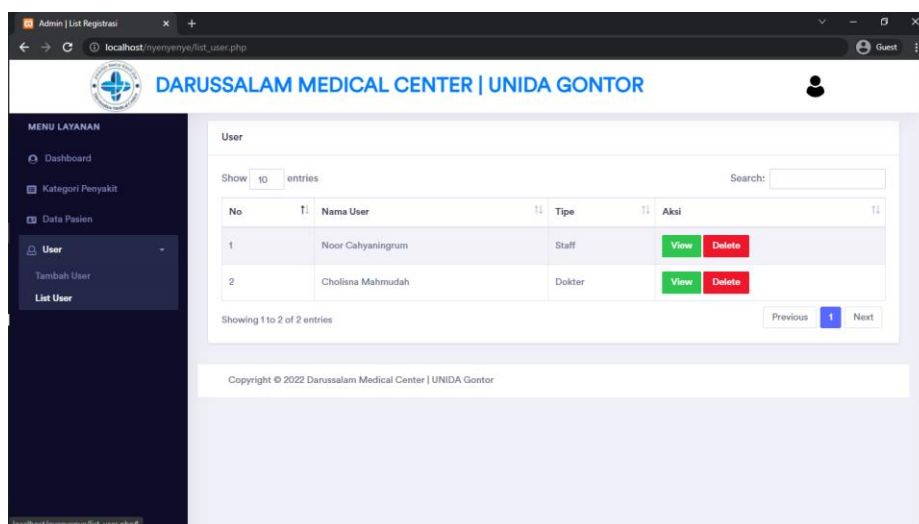 Admin | List Registrasi
localhost/nyenyenye/list_user.php
Guest
DARUSSALAM MEDICAL CENTER | UNIDA GONTOR
MENU LAYANAN
Dashboard
Kategori Penyakit
Data Pasien
User
Tambah User
List User
User
Show 10 entries
Search:
No Nama User Tipe Aksi
1 Noor Cahyaningrum Staff View Delete
2 Cholisna Mahmudah Dokter View Delete
Showing 1 to 2 of 2 entries
Previous 1 Next
Copyright © 2022 Darussalam Medical Center | UNIDA Gontor